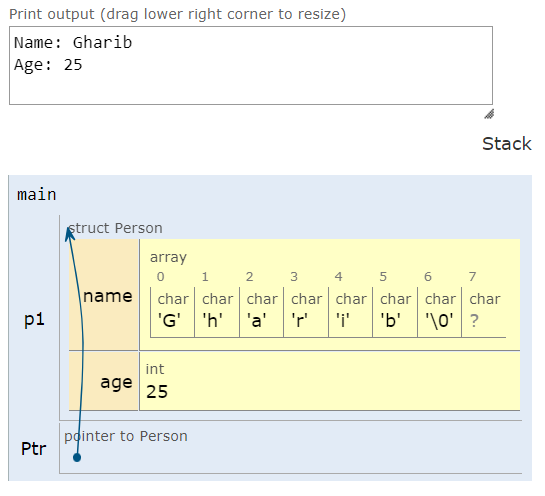 Print output (drag lower right corner to resize)
Name: Gharib
Age: 25
Stack
main
struct Person
array
0 1 2 3 4 5 6 7
char char char char char char char char
name
'G' 'h' 'a' 'r' 'i' 'b' '\0' ?
p1
int
age
25
pointer to Person
Ptr